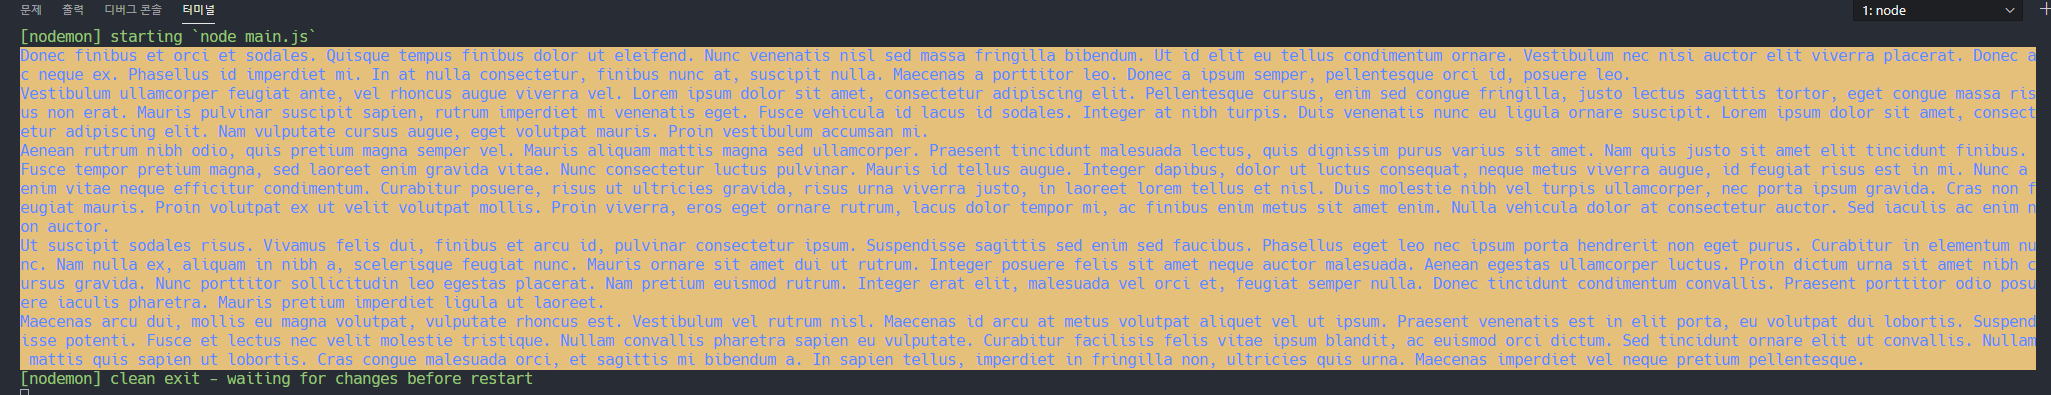 문제 출력 디버그 콘솔 터미널 1: node
[nodemon] starting `node main.js`
Donec finibus et orci et sodales. Quisque tempus finibus dolor ut eleifend. Nunc venenatis nisl sed massa fringilla bibendum. Ut id elit eu tellus condimentum ornare. Vestibulum nec nisi auctor elit viverra placerat. Donec a
c neque ex. Phasellus id imperdiet mi. In at nulla consectetur, finibus nunc at, suscipit nulla. Maecenas a porttitor leo. Donec a ipsum semper, pellentesque orci id, posuere leo.
Vestibulum ullamcorper feugiat ante, vel rhoncus augue viverra vel. Lorem ipsum dolor sit amet, consectetur adipiscing elit. Pellentesque cursus, enim sed congue fringilla, justo lectus sagittis tortor, eget congue massa ris
us non erat. Mauris pulvinar suscipit sapien, rutrum imperdiet mi venenatis eget. Fusce vehicula id lacus id sodales. Integer at nibh turpis. Duis venenatis nunc eu ligula ornare suscipit. Lorem ipsum dolor sit amet, consect
etur adipiscing elit. Nam vulputate cursus augue, eget volutpat mauris. Proin vestibulum accumsan mi.
Aenean rutrum nibh odio, quis pretium magna semper vel. Mauris aliquam mattis magna sed ullamcorper. Praesent tincidunt malesuada lectus, quis dignissim purus varius sit amet. Nam quis justo sit amet elit tincidunt finibus.
Fusce tempor pretium magna, sed laoreet enim gravida vitae. Nunc consectetur luctus pulvinar. Mauris id tellus augue. Integer dapibus, dolor ut luctus consequat, neque metus viverra augue, id feugiat risus est in mi. Nunc a
enim vitae neque efficitur condimentum. Curabitur posuere, risus ut ultricies gravida, risus urna viverra justo, in laoreet lorem tellus et nisl. Duis molestie nibh vel turpis ullamcorper, nec porta ipsum gravida. Cras non f
eugiat mauris. Proin volutpat ex ut velit volutpat mollis. Proin viverra, eros eget ornare rutrum, lacus dolor tempor mi, ac finibus enim metus sit amet enim. Nulla vehicula dolor at consectetur auctor. Sed iaculis ac enim n
on auctor.
Ut suscipit sodales risus. Vivamus felis dui, finibus et arcu id, pulvinar consectetur ipsum. Suspendisse sagittis sed enim sed faucibus. Phasellus eget leo nec ipsum porta hendrerit non eget purus. Curabitur in elementum nu
nc. Nam nulla ex, aliquam in nibh a, scelerisque feugiat nunc. Mauris ornare sit amet dui ut rutrum. Integer posuere felis sit amet neque auctor malesuada. Aenean egestas ullamcorper luctus. Proin dictum urna sit amet nibh c
ursus gravida. Nunc porttitor sollicitudin leo egestas placerat. Nam pretium euismod rutrum. Integer erat elit, malesuada vel orci et, feugiat semper nulla. Donec tincidunt condimentum convallis. Praesent porttitor odio posu
ere iaculis pharetra. Mauris pretium imperdiet ligula ut laoreet.
Maecenas arcu dui, mollis eu magna volutpat, vulputate rhoncus est. Vestibulum vel rutrum nisl. Maecenas id arcu at metus volutpat aliquet vel ut ipsum. Praesent venenatis est in elit porta, eu volutpat dui lobortis. Suspend
isse potenti. Fusce et lectus nec velit molestie tristique. Nullam convallis pharetra sapien eu vulputate. Curabitur facilisis felis vitae ipsum blandit, ac euismod orci dictum. Sed tincidunt ornare elit ut convallis. Nullam
mattis quis sapien ut lobortis. Cras congue malesuada orci, et sagittis mi bibendum a. In sapien tellus, imperdiet in fringilla non, ultricies quis urna. Maecenas imperdiet vel neque pretium pellentesque.
[nodemon] clean exit - waiting for changes before restart